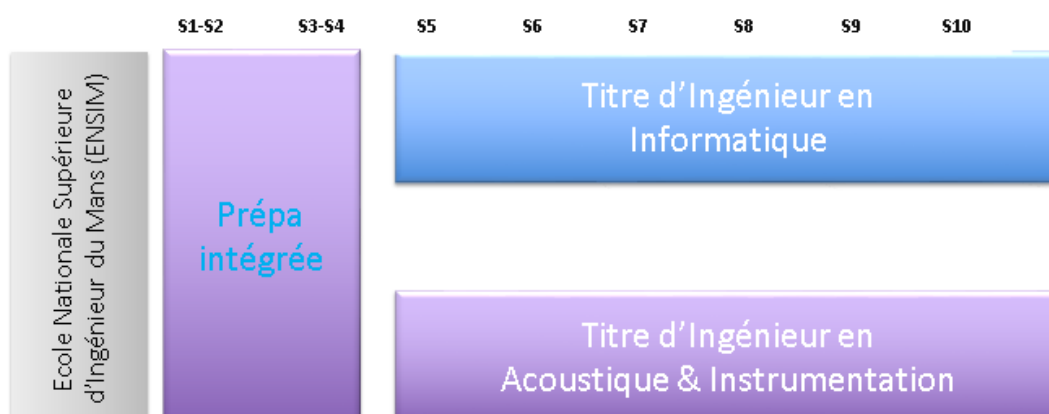 S1-S2 S3-S4 S5 S6 S7 S8 S9 S10
Ecole Nationale Supérieure
d'Ingénieur du Mans (ENSIM)
Prépa
intégrée
Titre d'Ingénieur en
Informatique
Titre d'Ingénieur en
Acoustique & Instrumentation